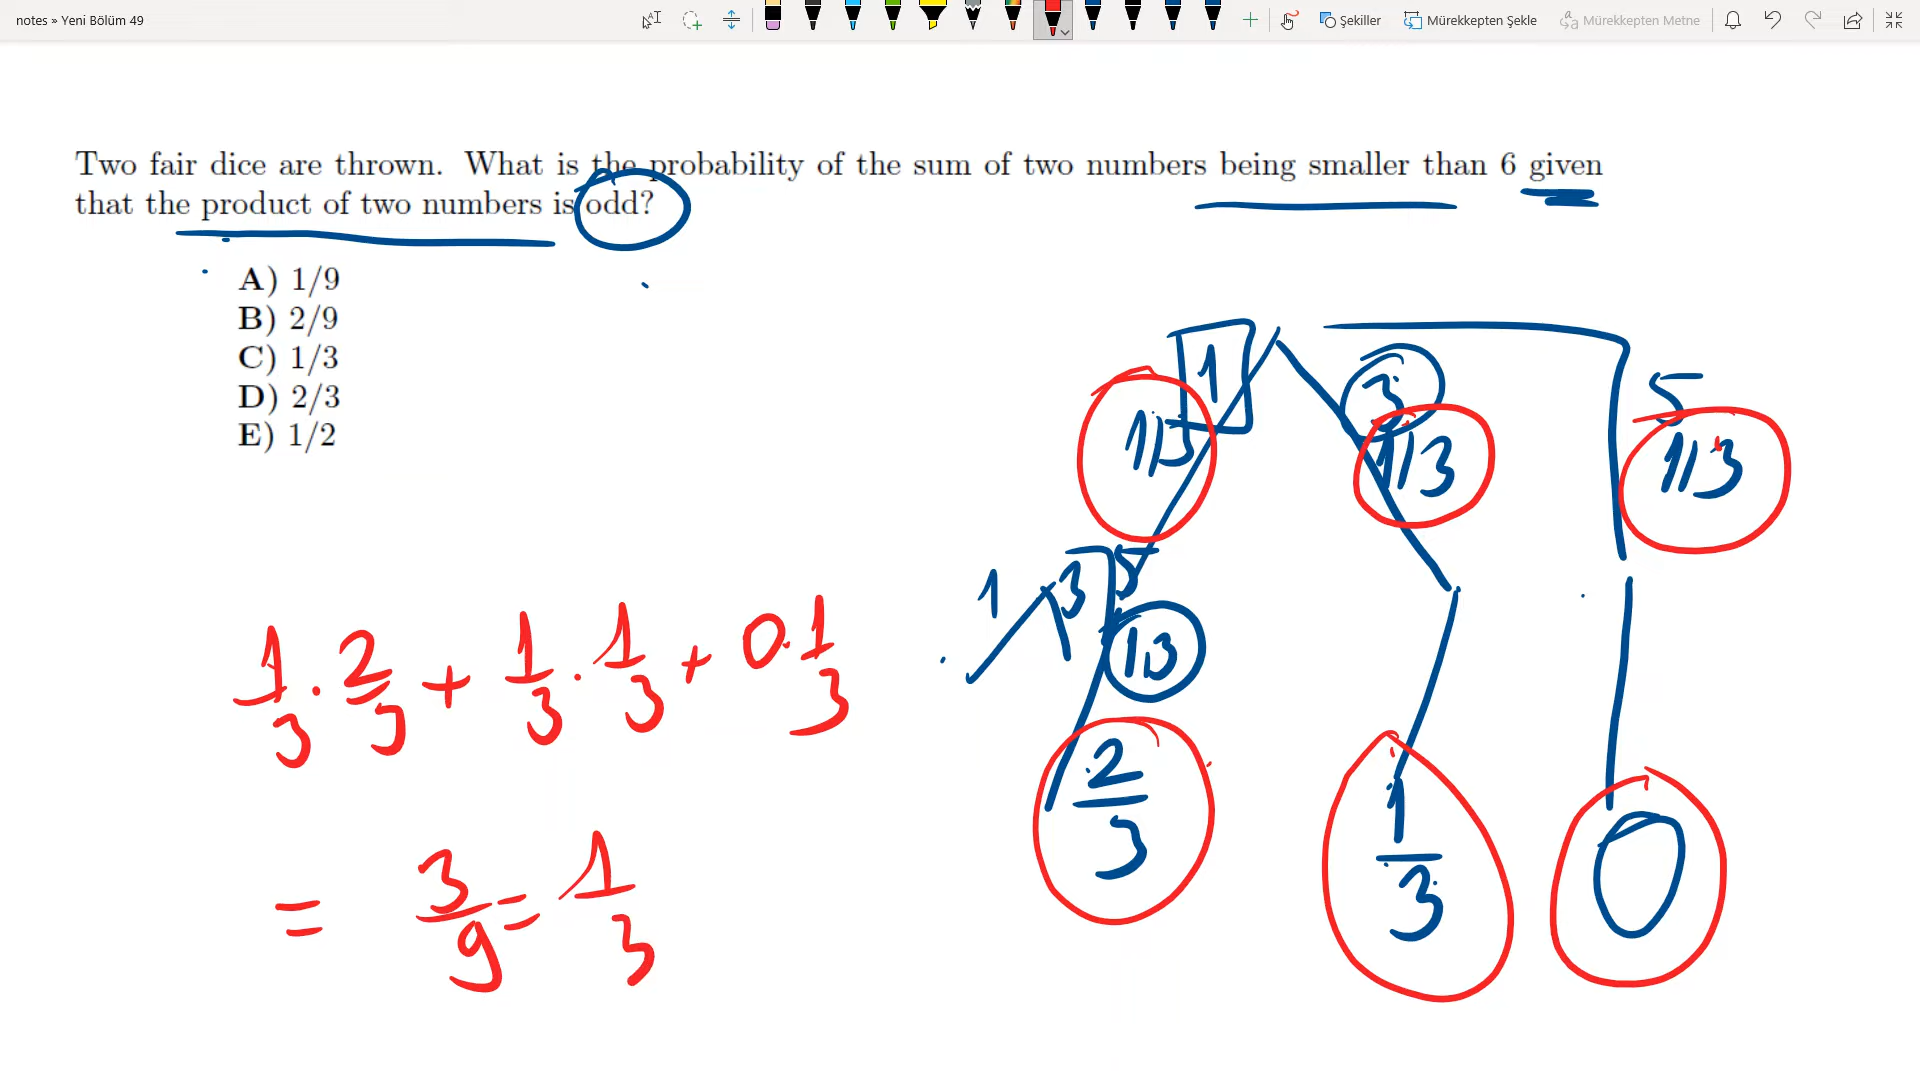 notes » Yeni Bölüm 49
Şekiller
Mürekkepten Şekle
Mürekkepten Metne
Two fair dice are thrown. What is the probability of the sum of two numbers being smaller than 6 given
that the product of two numbers is odd?
A) 1/9
B) 2/9
C) 1/3
D) 2/3
E) 1/2
1 3 5
1/3 1/3 1/3
1 3 5
1/3
2/3 1/3 0
1/3 · 2/3 + 1/3 · 1/3 + 0 · 1/3
= 3/9 = 1/3